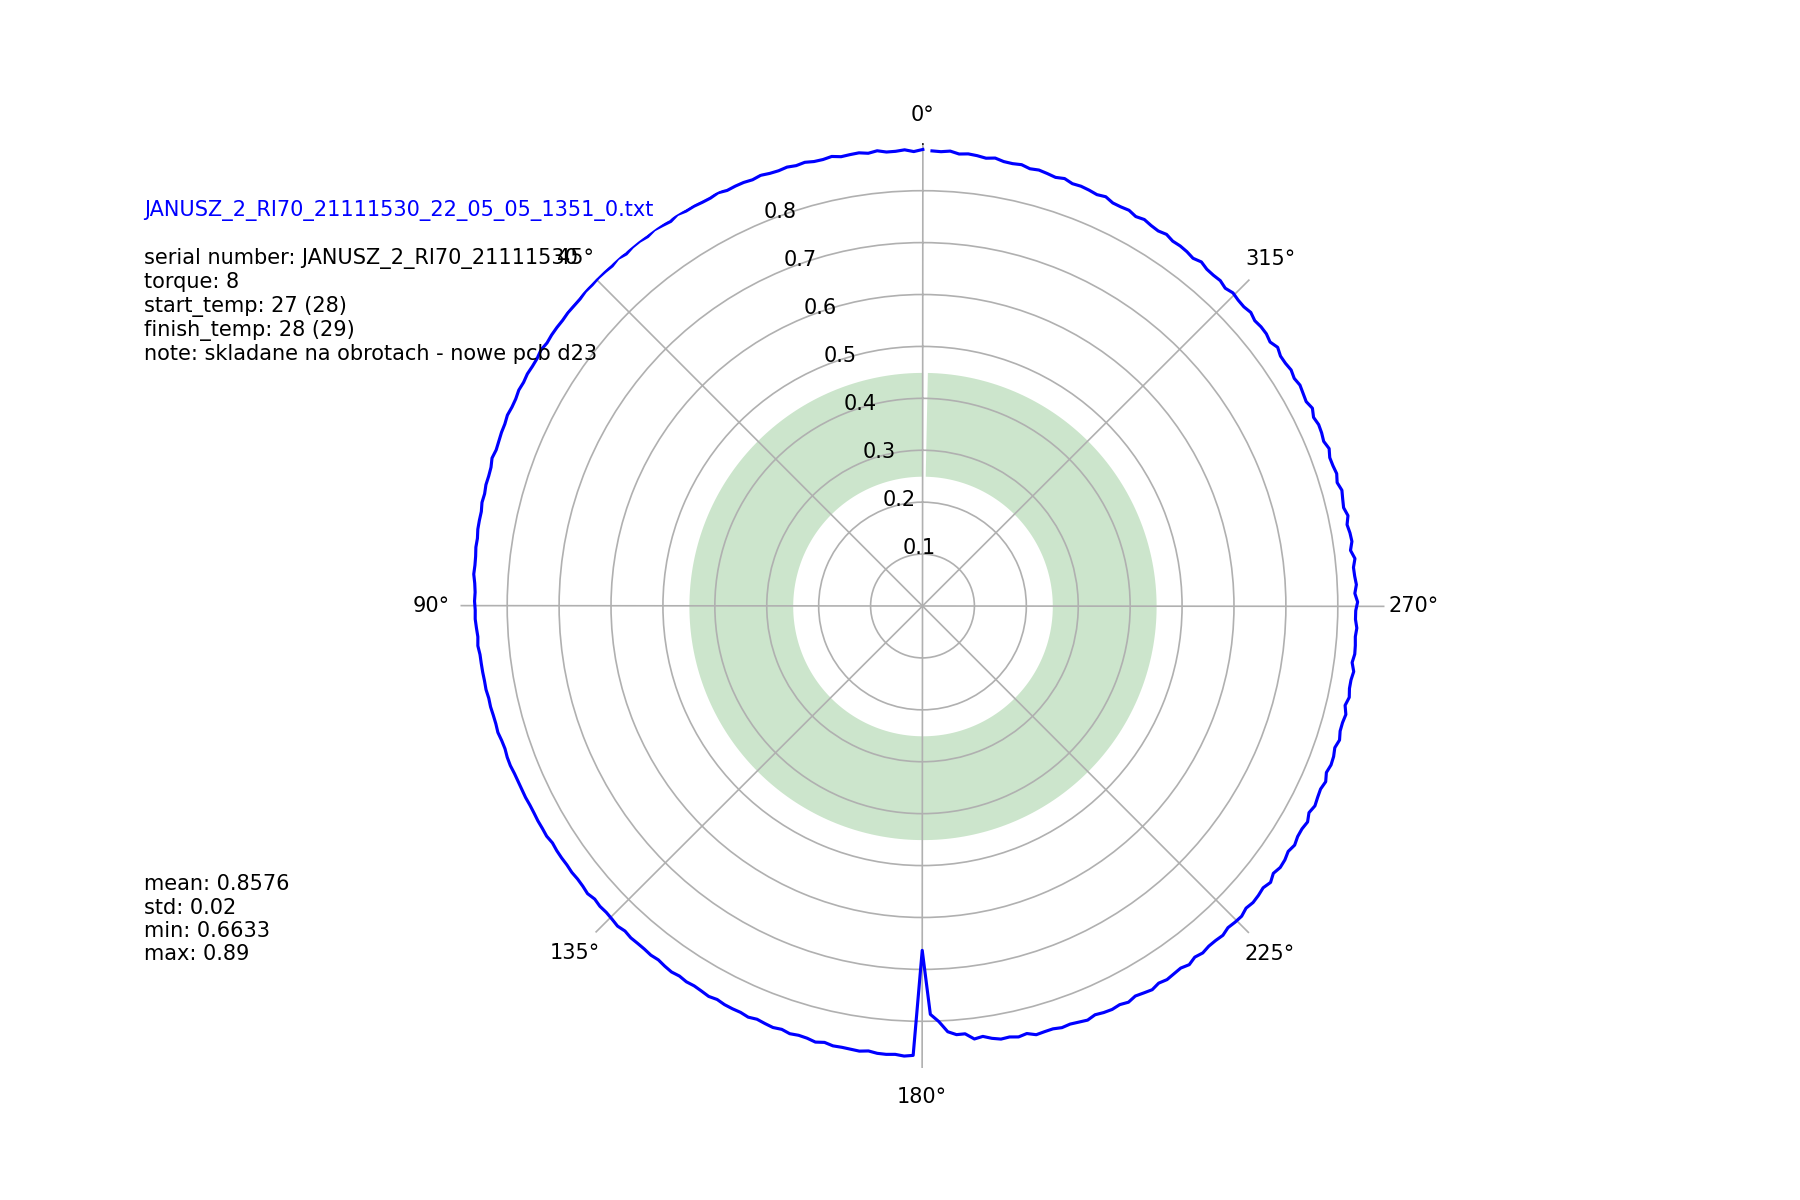 0°
JANUSZ_2_RI70_21111530_22_05_05_1351_0.txt
0.8
serial number: JANUSZ_2_RI70_21111530
45°
315°
0.7
torque: 8
start_temp: 27 (28)
0.6
finish_temp: 28 (29)
note: skladane na obrotach - nowe pcb d23
0.5
0.4
0.3
0.2
0.1
90°
270°
mean: 0.8576
std: 0.02
min: 0.6633
max: 0.89
135°
225°
180°